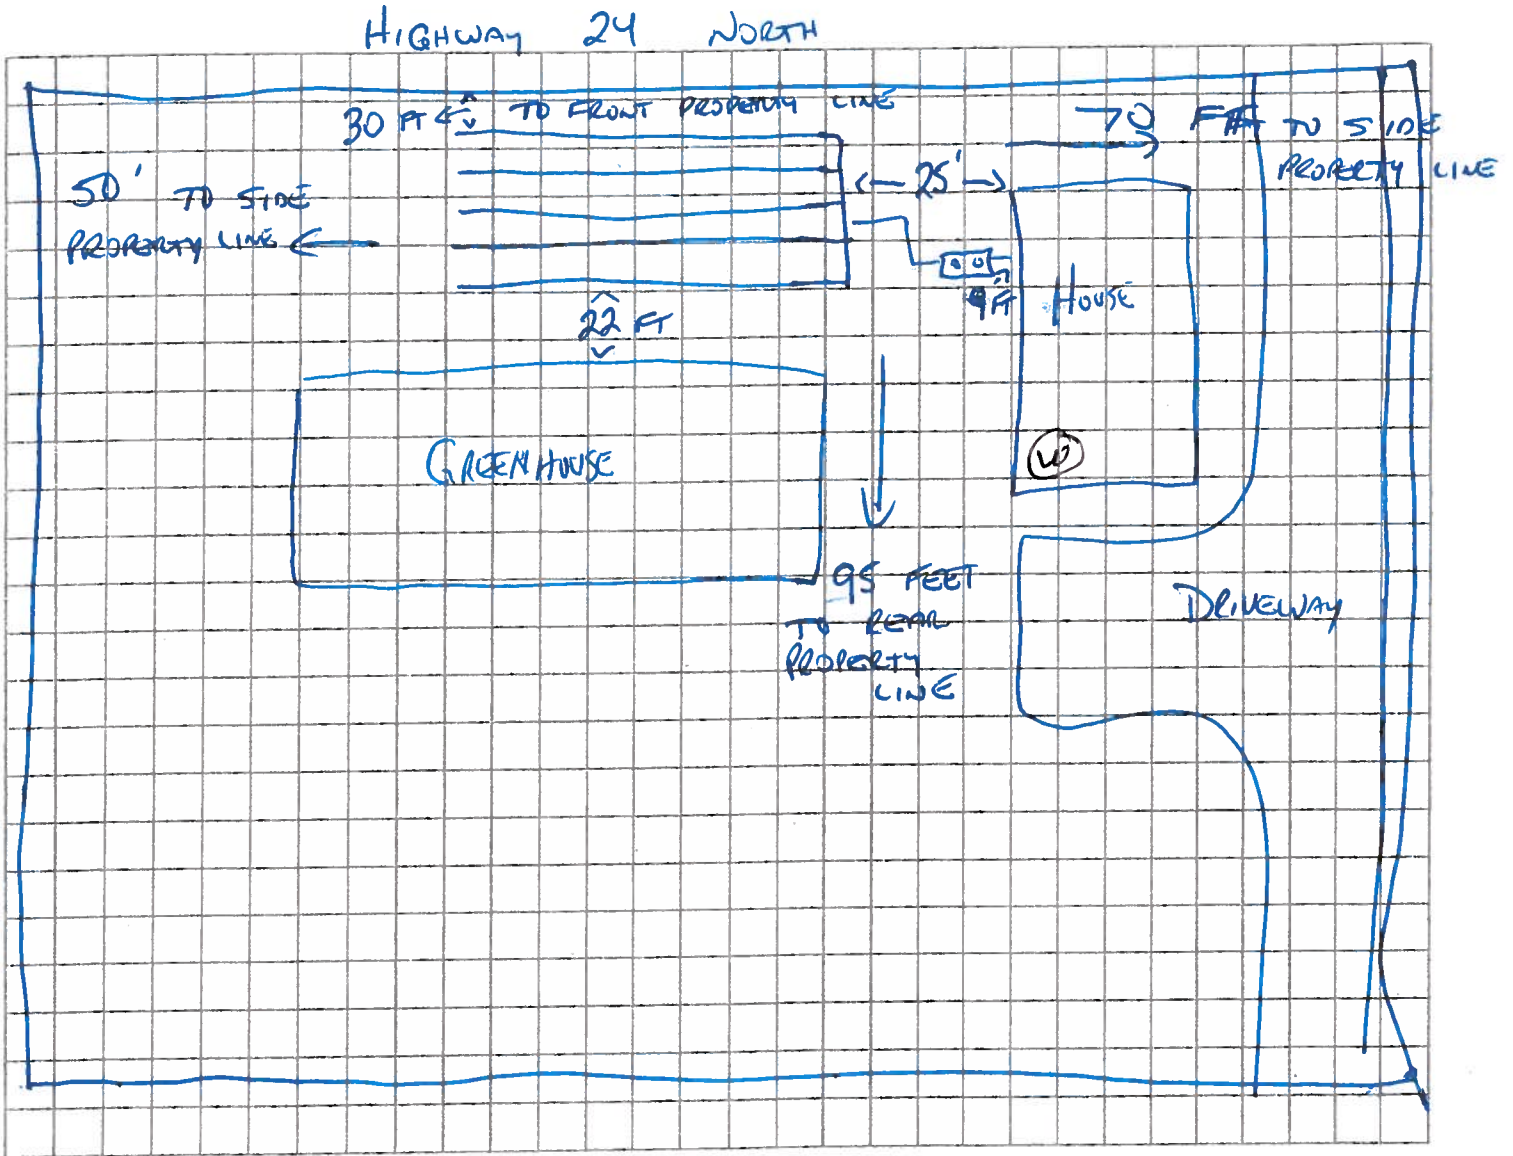 HIGHWAY 24 NORTH
30 FT TO FRONT PROPERTY LINE
70 FT TO SIDE
PROPERTY LINE
50' TO SIDE
PROPERTY LINE
25'
9 FT
HOUSE
22 FT
GREENHOUSE
W
95 FEET
TO REAR
PROPERTY
LINE
DRIVEWAY